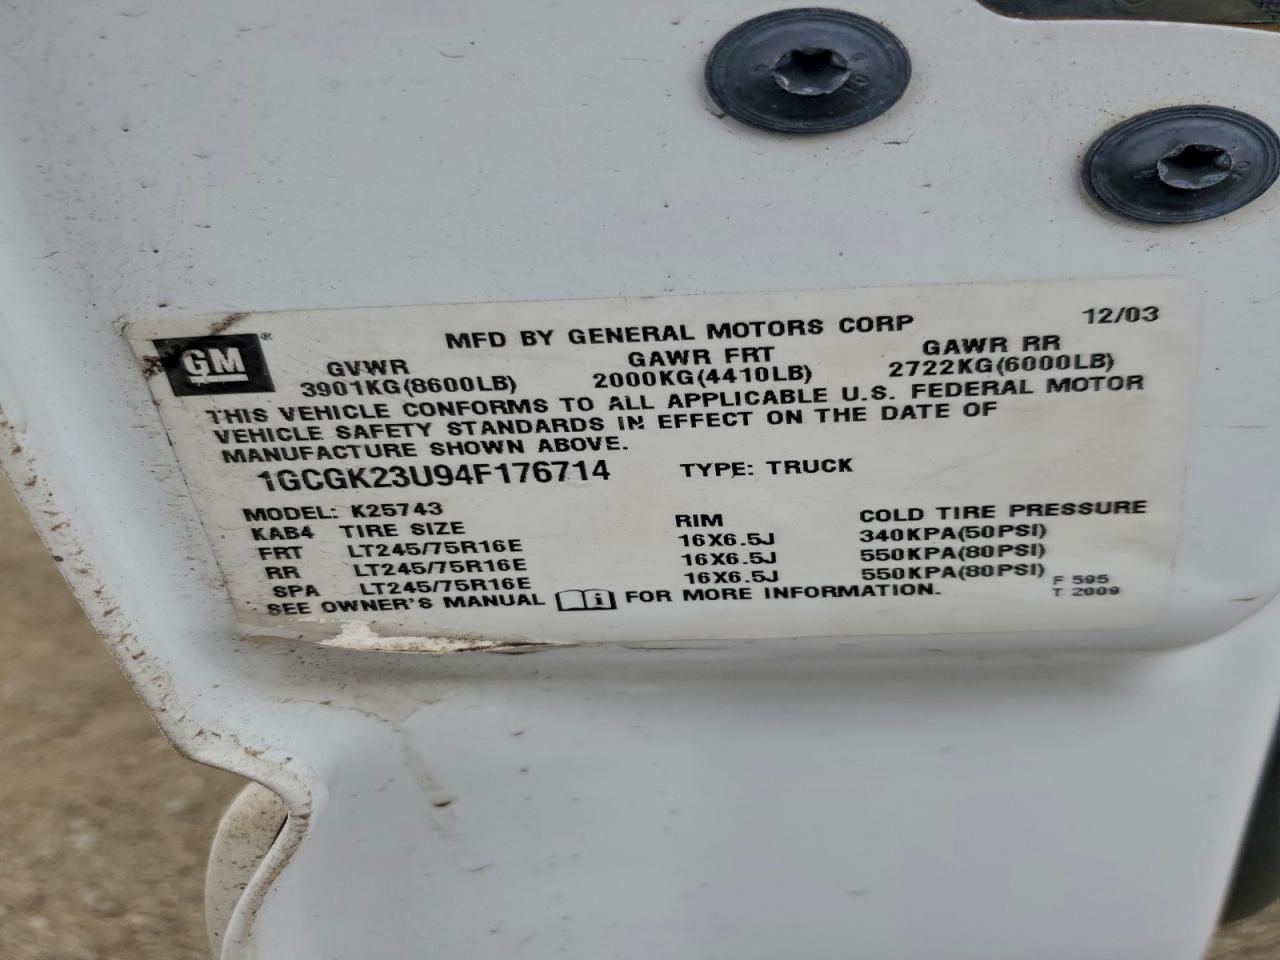 GM®
MFD BY GENERAL MOTORS CORP 12/03
GVWR GAWR FRT GAWR RR
3901KG(8600LB) 2000KG(4410LB) 2722KG(6000LB)
THIS VEHICLE CONFORMS TO ALL APPLICABLE U.S. FEDERAL MOTOR
VEHICLE SAFETY STANDARDS IN EFFECT ON THE DATE OF
MANUFACTURE SHOWN ABOVE.
1GCGK23U94F176714 TYPE: TRUCK
MODEL: K25743
KAB4 TIRE SIZE RIM COLD TIRE PRESSURE
FRT LT245/75R16E 16X6.5J 340KPA(50PSI)
RR LT245/75R16E 16X6.5J 550KPA(80PSI)
SPA LT245/75R16E 16X6.5J 550KPA(80PSI)
SEE OWNER'S MANUAL i FOR MORE INFORMATION.
F 595
T 2009